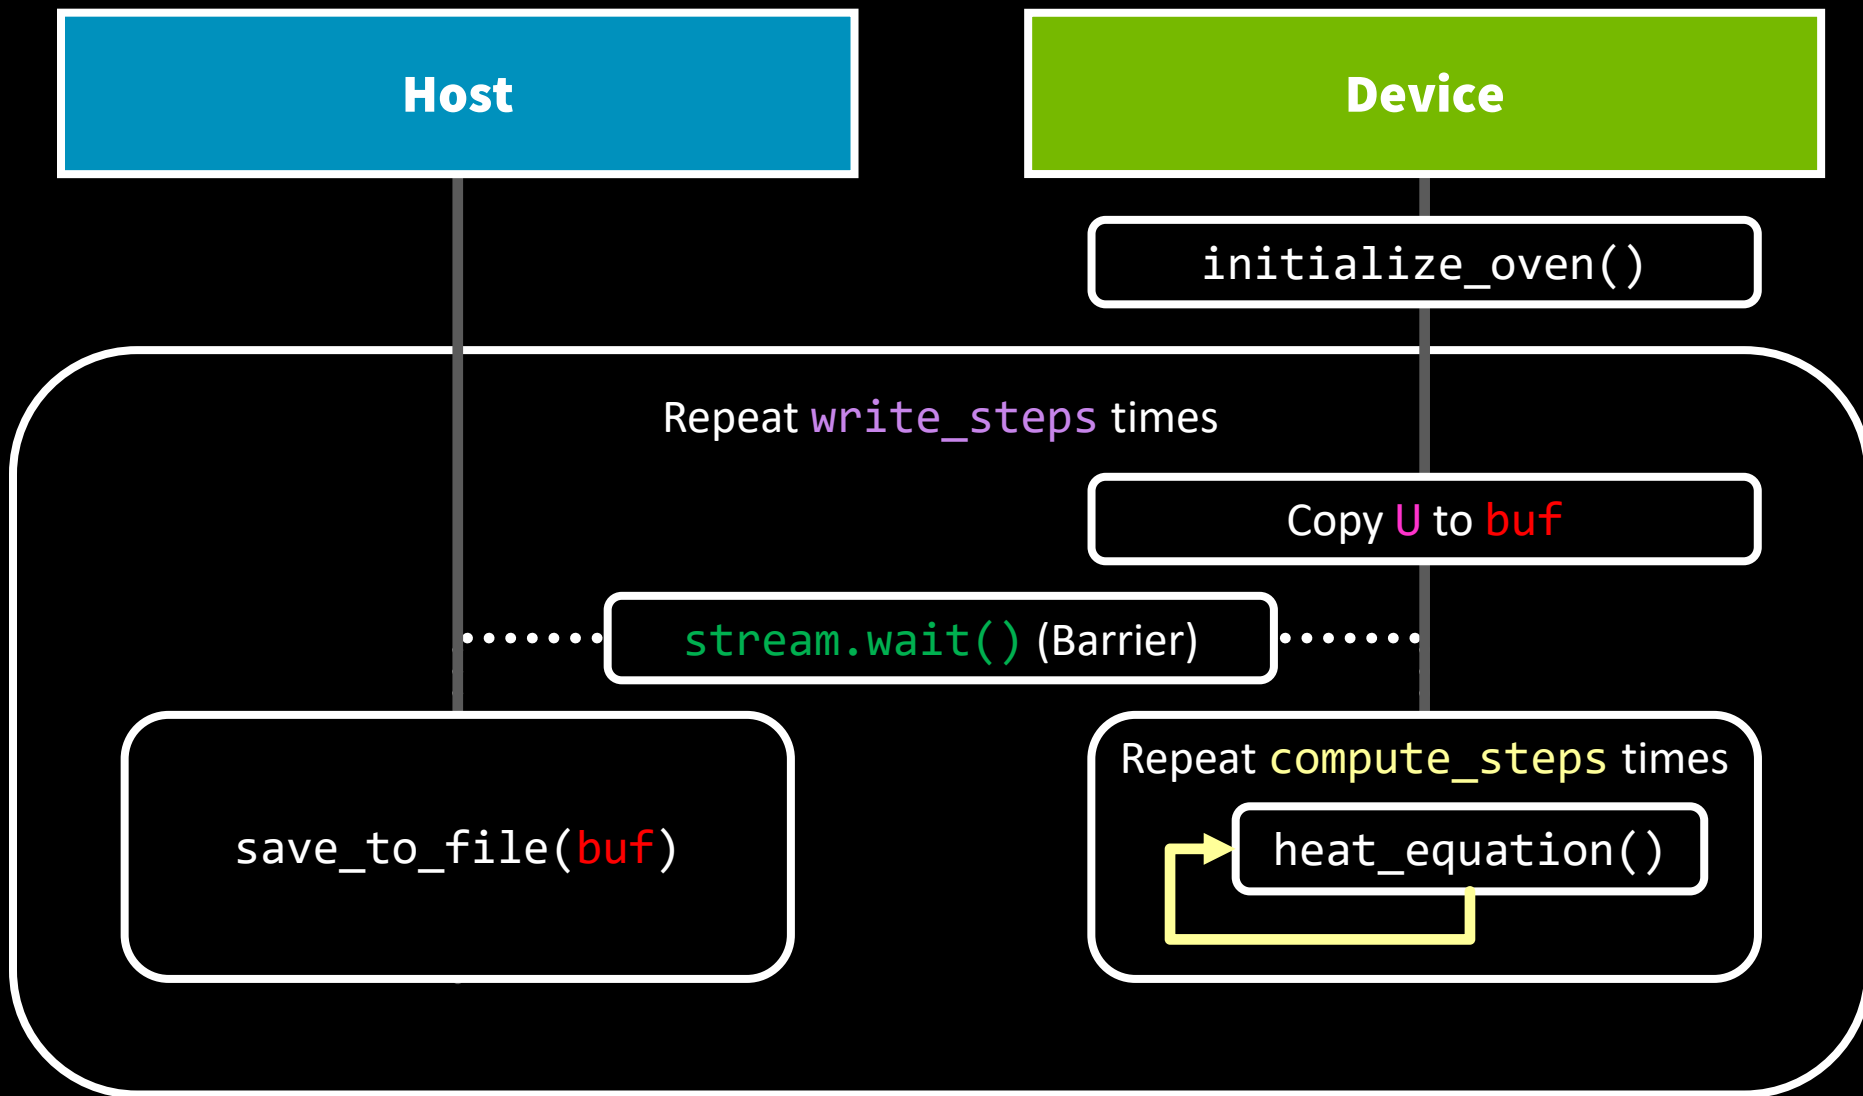 Host
Device
initialize_oven()
Repeat write_steps times
Copy U to buf
stream.wait() (Barrier)
Repeat compute_steps times
save_to_file(buf)
heat_equation()